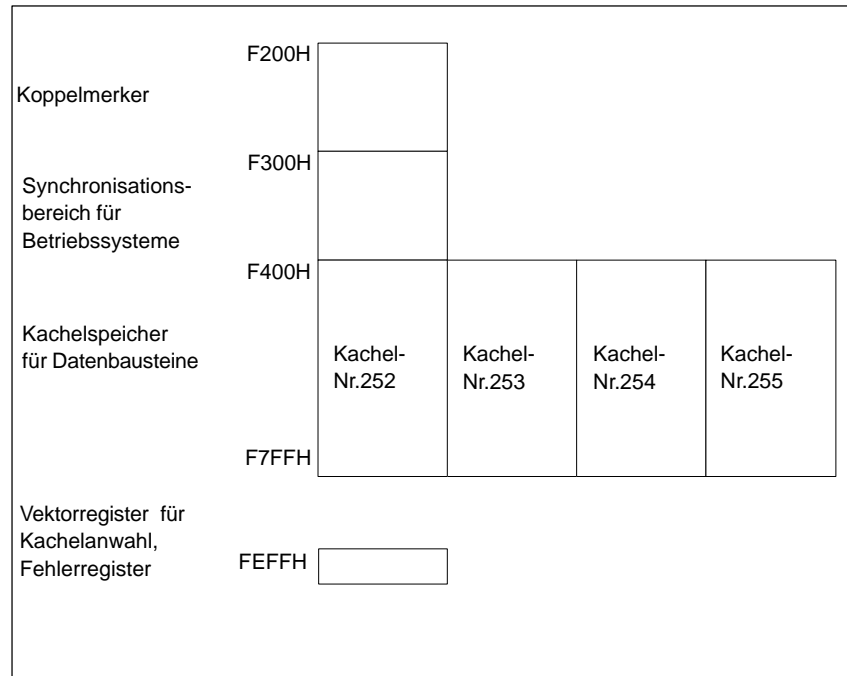 F200H
Koppelmerker
F300H
Synchronisations-
bereich für
Betriebssysteme
F400H
Kachelspeicher
für Datenbausteine
Kachel-
Nr.252
Kachel-
Nr.253
Kachel-
Nr.254
Kachel-
Nr.255
F7FFH
Vektorregister für
Kachelanwahl,
Fehlerregister
FEFFH